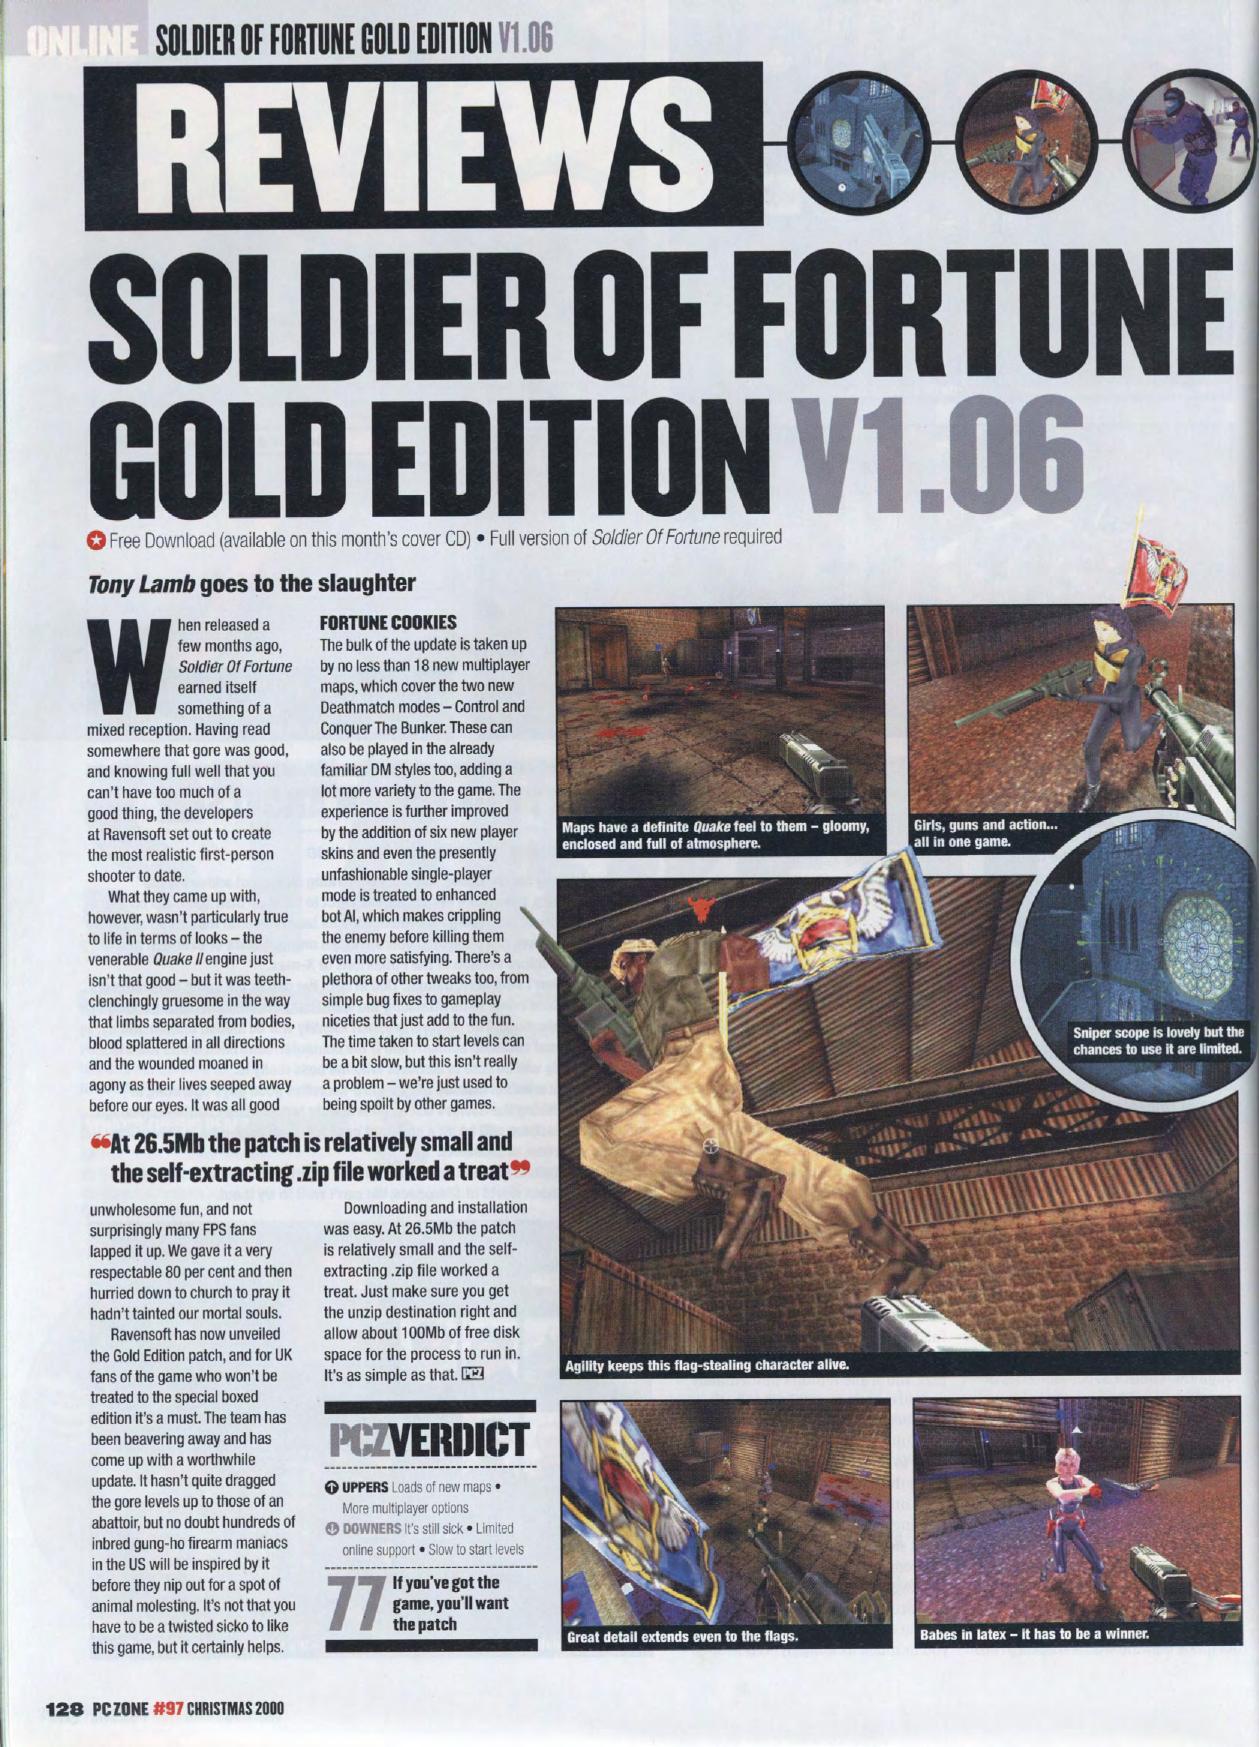 ONLINE SOLDIER OF FORTUNE GOLD EDITION V1.06
REVIEWS
SOLDIER OF FORTUNE
GOLD EDITION V1.06
Free Download (available on this month's cover CD) • Full version of Soldier Of Fortune required
Tony Lamb goes to the slaughter
When released a
few months ago,
Soldier Of Fortune
earned itself
something of a
mixed reception. Having read
somewhere that gore was good,
and knowing full well that you
can't have too much of a
good thing, the developers
at Ravensoft set out to create
the most realistic first-person
shooter to date.
What they came up with,
however, wasn't particularly true
to life in terms of looks – the
venerable Quake II engine just
isn't that good – but it was teeth-
clenchingly gruesome in the way
that limbs separated from bodies,
blood splattered in all directions
and the wounded moaned in
agony as their lives seeped away
before our eyes. It was all good
unwholesome fun, and not
surprisingly many FPS fans
lapped it up. We gave it a very
respectable 80 per cent and then
hurried down to church to pray it
hadn't tainted our mortal souls.
Ravensoft has now unveiled
the Gold Edition patch, and for UK
fans of the game who won't be
treated to the special boxed
edition it's a must. The team has
been beavering away and has
come up with a worthwhile
update. It hasn't quite dragged
the gore levels up to those of an
abattoir, but no doubt hundreds of
inbred gung-ho firearm maniacs
in the US will be inspired by it
before they nip out for a spot of
animal molesting. It's not that you
have to be a twisted sicko to like
this game, but it certainly helps.
FORTUNE COOKIES
The bulk of the update is taken up
by no less than 18 new multiplayer
maps, which cover the two new
Deathmatch modes – Control and
Conquer The Bunker. These can
also be played in the already
familiar DM styles too, adding a
lot more variety to the game. The
experience is further improved
by the addition of six new player
skins and even the presently
unfashionable single-player
mode is treated to enhanced
bot AI, which makes crippling
the enemy before killing them
even more satisfying. There's a
plethora of other tweaks too, from
simple bug fixes to gameplay
niceties that just add to the fun.
The time taken to start levels can
be a bit slow, but this isn't really
a problem – we're just used to
being spoilt by other games.
“At 26.5Mb the patch is relatively small and
the self-extracting .zip file worked a treat”
Downloading and installation
was easy. At 26.5Mb the patch
is relatively small and the self-
extracting .zip file worked a
treat. Just make sure you get
the unzip destination right and
allow about 100Mb of free disk
space for the process to run in.
It's as simple as that. PCZ
PCZVERDICT
UPPERS Loads of new maps •
More multiplayer options
DOWNERS It's still sick • Limited
online support • Slow to start levels
77
If you've got the
game, you'll want
the patch
Maps have a definite Quake feel to them – gloomy,
enclosed and full of atmosphere.
Girls, guns and action...
all in one game.
Sniper scope is lovely but the
chances to use it are limited.
Agility keeps this flag-stealing character alive.
Great detail extends even to the flags.
Babes in latex – it has to be a winner.
128 PC ZONE #97 CHRISTMAS 2000